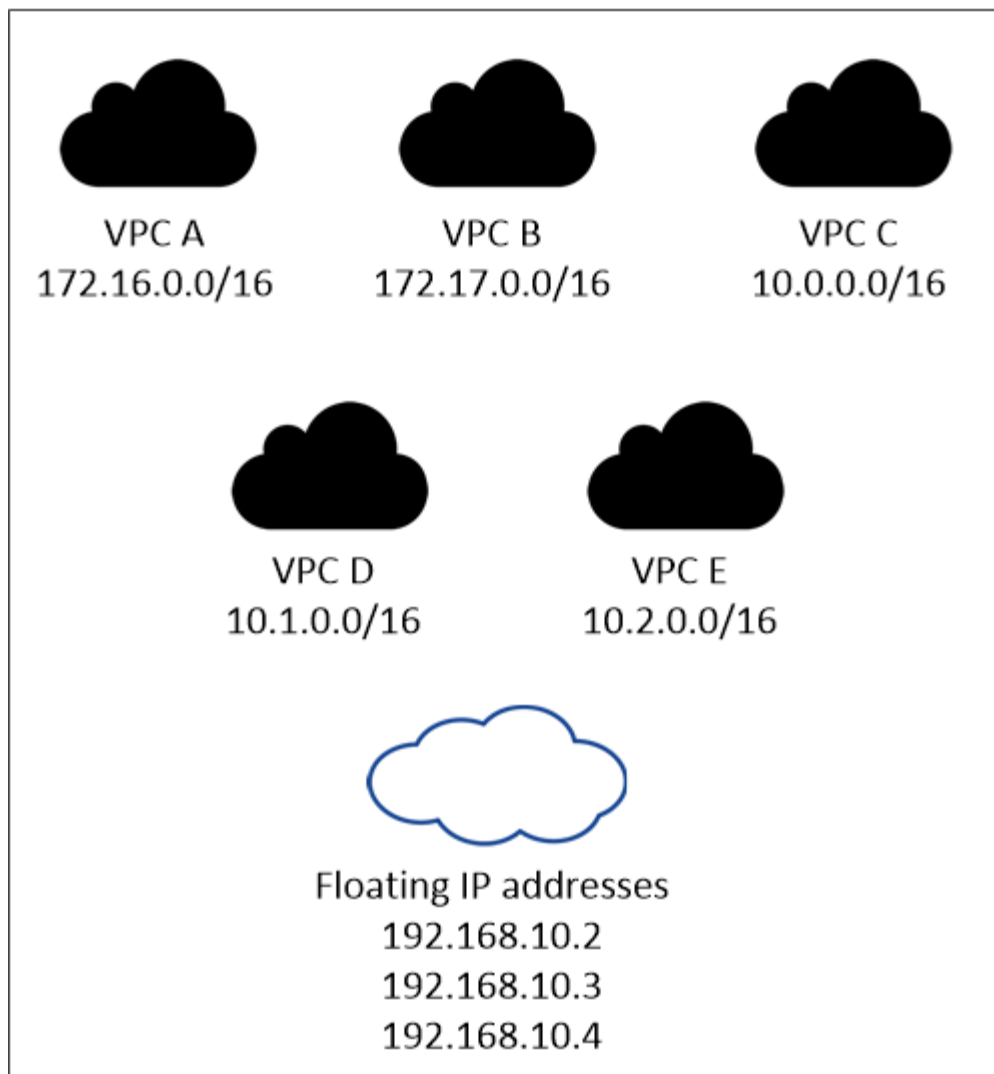 VPC A
172.16.0.0/16
VPC B
172.17.0.0/16
VPC C
10.0.0.0/16
VPC D
10.1.0.0/16
VPC E
10.2.0.0/16
Floating IP addresses
192.168.10.2
192.168.10.3
192.168.10.4